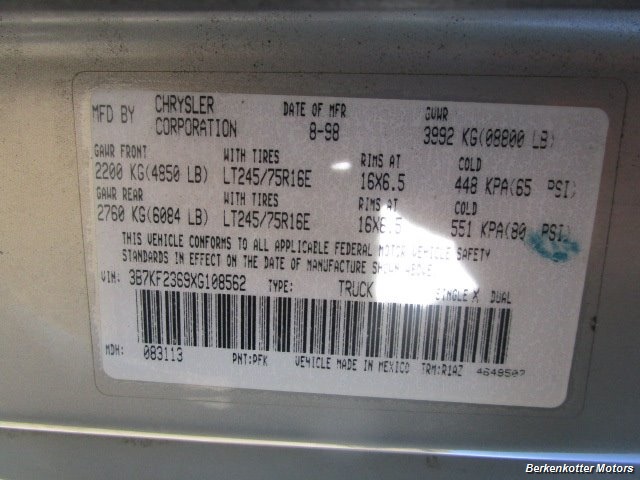 MFD BY CHRYSLER CORPORATION DATE OF MFR 8-98 GVWR 3992 KG(08800 LB)
GAWR FRONT WITH TIRES RIMS AT COLD
2200 KG(4850 LB) LT245/75R16E 16X6.5 448 KPA(65 PSI)
GAWR REAR WITH TIRES RIMS AT COLD
2760 KG(6084 LB) LT245/75R16E 16X6.5 551 KPA(80 PSI)
THIS VEHICLE CONFORMS TO ALL APPLICABLE FEDERAL MOTOR VEHICLE SAFETY
STANDARDS IN EFFECT ON THE DATE OF MANUFACTURE SHOWN ABOVE
VIN: 3B7KF2369XG108562 TYPE: TRUCK SINGLE X DUAL
MDH: 083113 PNT:PFK VEHICLE MADE IN MEXICO TRM:R1AZ 4648507
Berkenkotter Motors